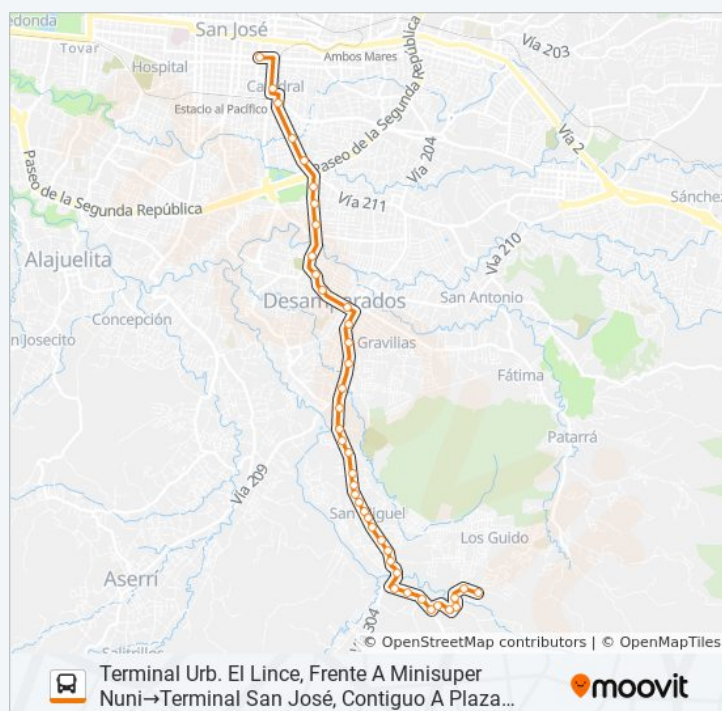 edonda
San José
Tovar
Ambos Mares
Vía 203
Hospital
Catedral
Estacio al Pacífico
Paseo de la Segunda República
Vía 2
Vía 204
Paseo de la Segunda República
Vía 211
Sánchez
Alajuelita
Vía 210
Desamparados
San Antonio
Concepción
n Josecito
Gravilias
Fátima
Patarrá
Vía 209
San Miguel
Los Guido
Aserrí
Vía 304
Salitrillos
© OpenStreetMap contributors | © OpenMapTiles
Terminal Urb. El Lince, Frente A Minisuper
Nuni→Terminal San José, Contiguo A Plaza…
moovit